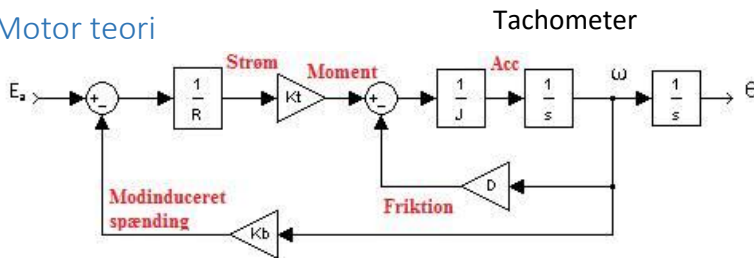 Motor teori
Tachometer
Strøm
Moment
Acc
ω
Eₐ
+
-
1
R
Kt
+
-
1
J
1
s
1
s
D
Friktion
Modinduceret
spænding
Kb